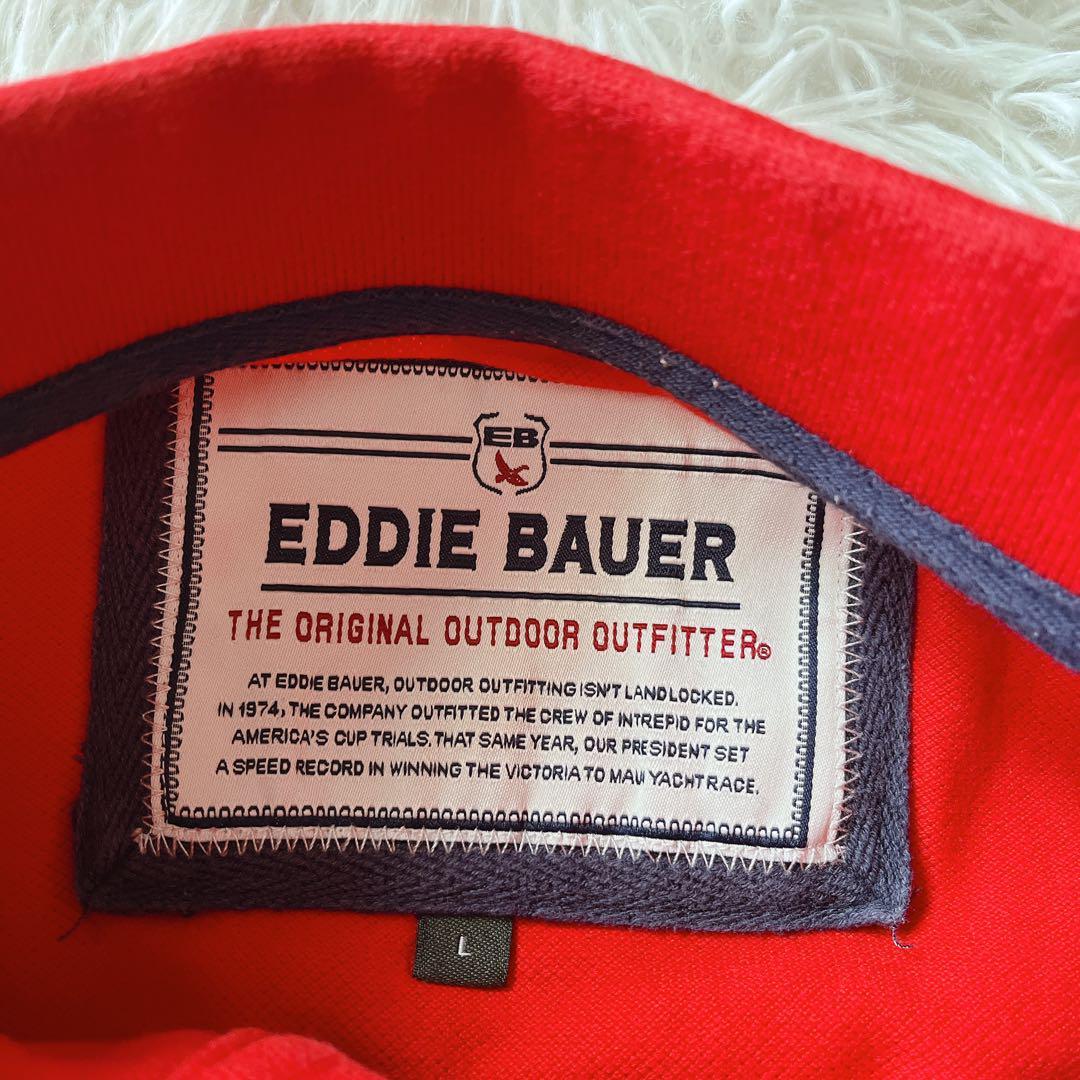 EB
EDDIE BAUER
THE ORIGINAL OUTDOOR OUTFITTER®
AT EDDIE BAUER, OUTDOOR OUTFITTING ISN'T LANDLOCKED.
IN 1974, THE COMPANY OUTFITTED THE CREW OF INTREPID FOR THE
AMERICA'S CUP TRIALS. THAT SAME YEAR, OUR PRESIDENT SET
A SPEED RECORD IN WINNING THE VICTORIA TO MAUI YACHT RACE.
L